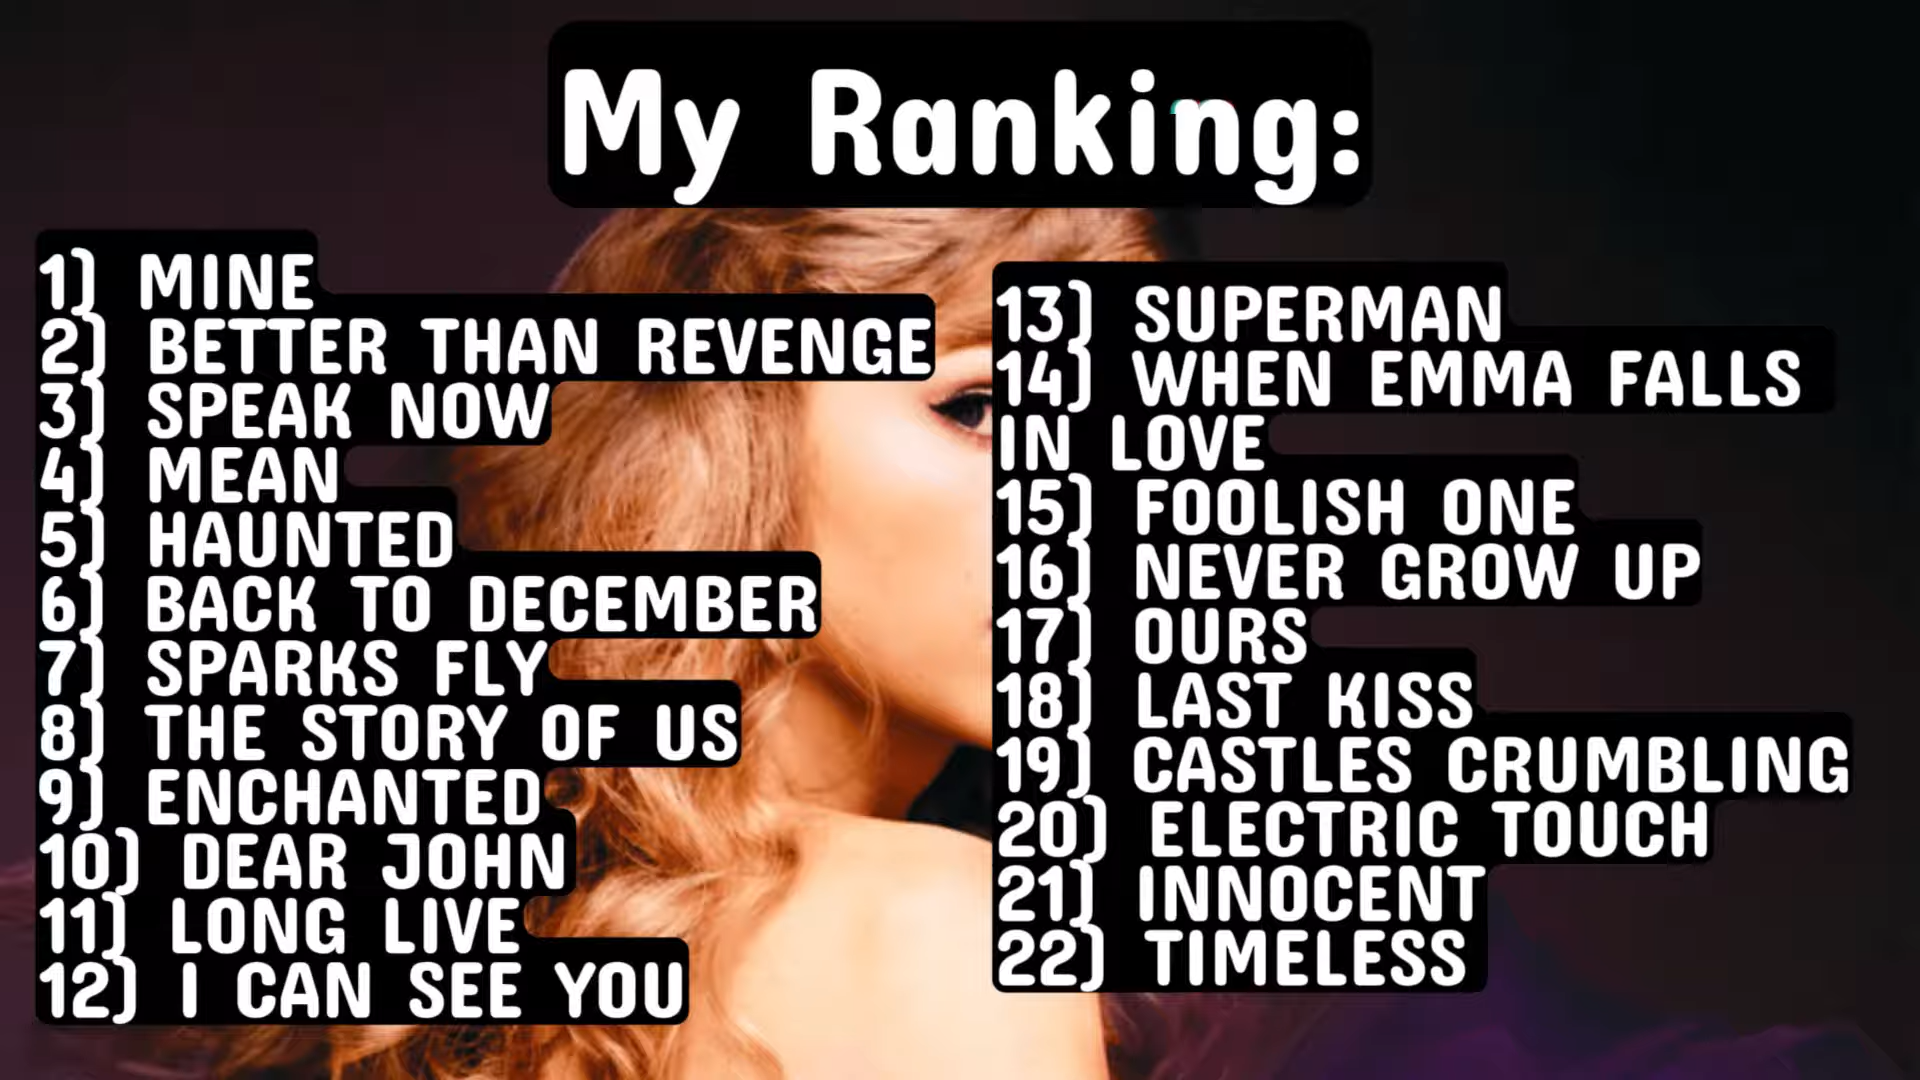 My Ranking:
1) MINE
2) BETTER THAN REVENGE
3) SPEAK NOW
4) MEAN
5) HAUNTED
6) BACK TO DECEMBER
7) SPARKS FLY
8) THE STORY OF US
9) ENCHANTED
10) DEAR JOHN
11) LONG LIVE
12) I CAN SEE YOU
13) SUPERMAN
14) WHEN EMMA FALLS
IN LOVE
15) FOOLISH ONE
16) NEVER GROW UP
17) OURS
18) LAST KISS
19) CASTLES CRUMBLING
20) ELECTRIC TOUCH
21) INNOCENT
22) TIMELESS